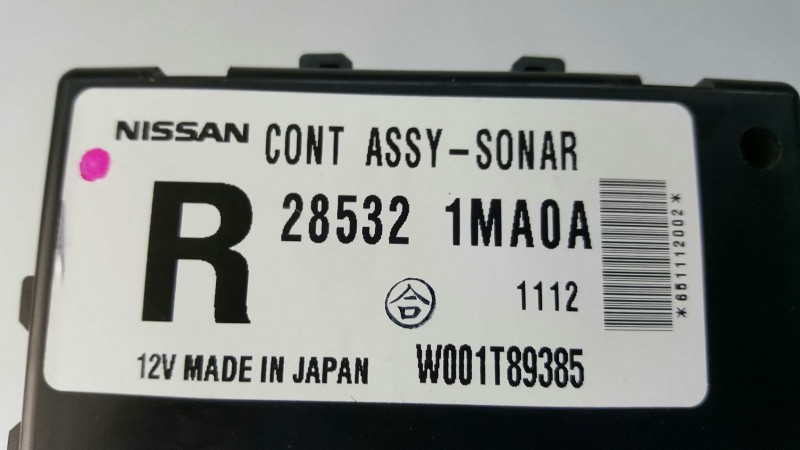 NISSAN CONT ASSY-SONAR
R 28532 1MA0A
合 1112
12V MADE IN JAPAN W001T89385
*661112002*